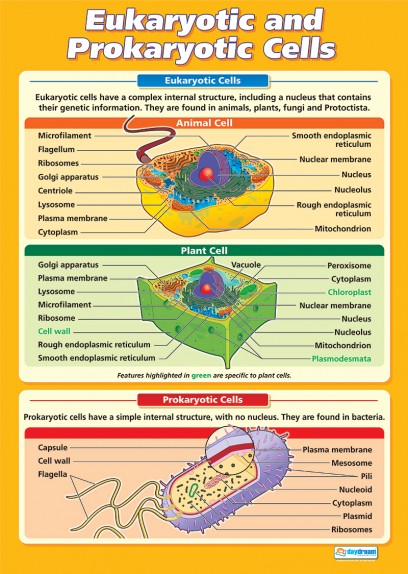 Eukaryotic and
Prokaryotic Cells
Eukaryotic Cells
Eukaryotic cells have a complex internal structure, including a nucleus that contains
their genetic information. They are found in animals, plants, fungi and Protoctista.
Animal Cell
Microfilament
Flagellum
Ribosomes
Golgi apparatus
Centriole
Lysosome
Plasma membrane
Cytoplasm
Smooth endoplasmic
reticulum
Nuclear membrane
Nucleus
Nucleolus
Rough endoplasmic
reticulum
Mitochondrion
Plant Cell
Golgi apparatus
Plasma membrane
Lysosome
Microfilament
Ribosome
Cell wall
Rough endoplasmic reticulum
Smooth endoplasmic reticulum
Vacuole
Peroxisome
Cytoplasm
Chloroplast
Nuclear membrane
Nucleus
Nucleolus
Mitochondrion
Plasmodesmata
Features highlighted in green are specific to plant cells.
Prokaryotic Cells
Prokaryotic cells have a simple internal structure, with no nucleus. They are found in bacteria.
Capsule
Cell wall
Flagella
Plasma membrane
Mesosome
Pili
Nucleoid
Cytoplasm
Plasmid
Ribosomes
daydream